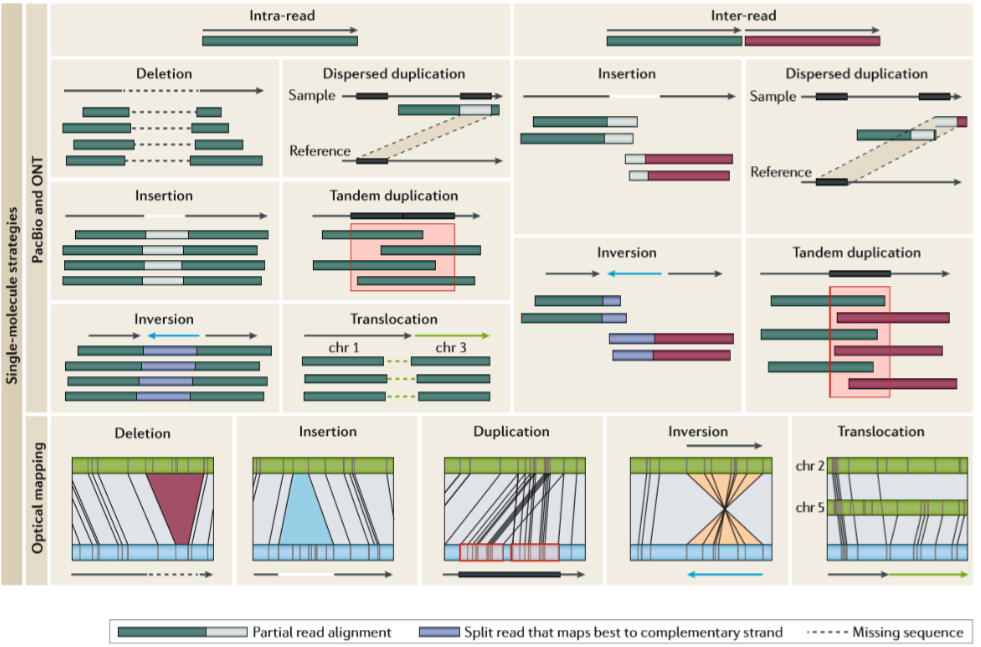 Single-molecule strategies
PacBio and ONT
Intra-read
Inter-read
Deletion
Dispersed duplication
Sample
Reference
Insertion
Tandem duplication
Inversion
Translocation
chr 1
chr 3
Insertion
Dispersed duplication
Sample
Reference
Inversion
Tandem duplication
Optical mapping
Deletion
Insertion
Duplication
Inversion
Translocation
chr 2
chr 5
Partial read alignment
Split read that maps best to complementary strand
Missing sequence